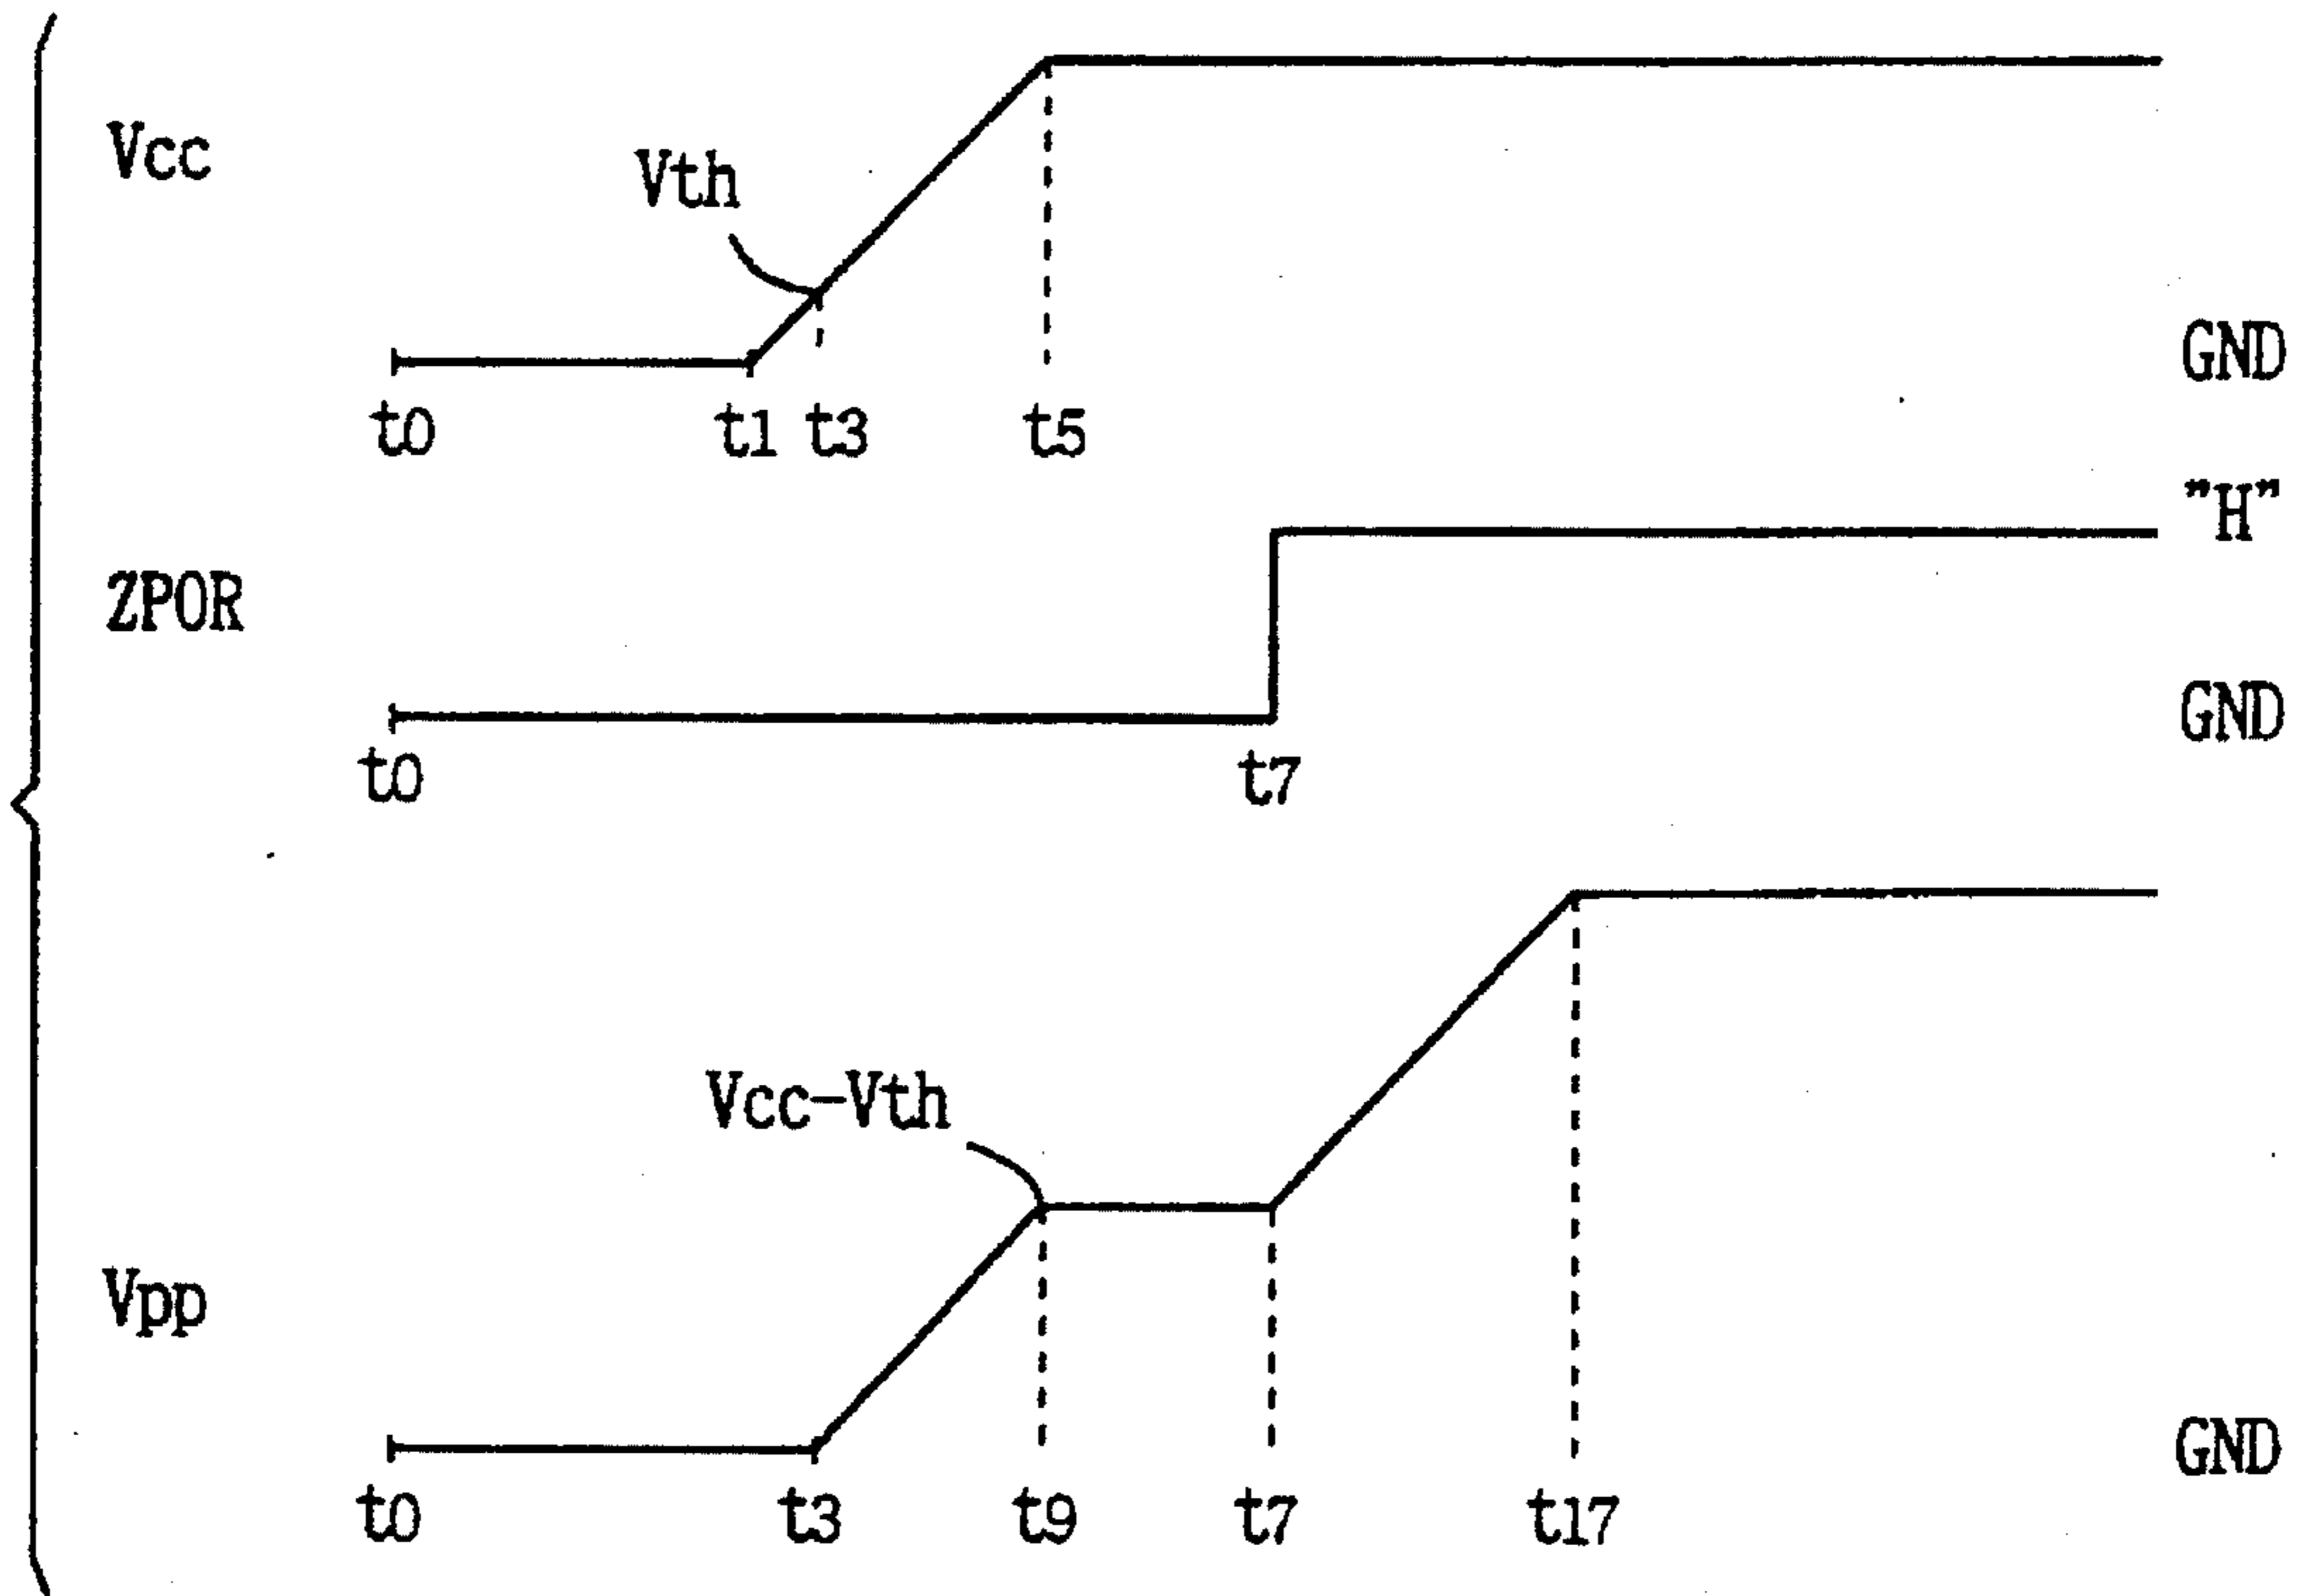 Vcc
Vth
GND
t0 t1 t3 t5
"H"
ZPOR
GND
t0 t7
Vcc-Vth
Vpp
GND
t0 t3 t9 t7 t17